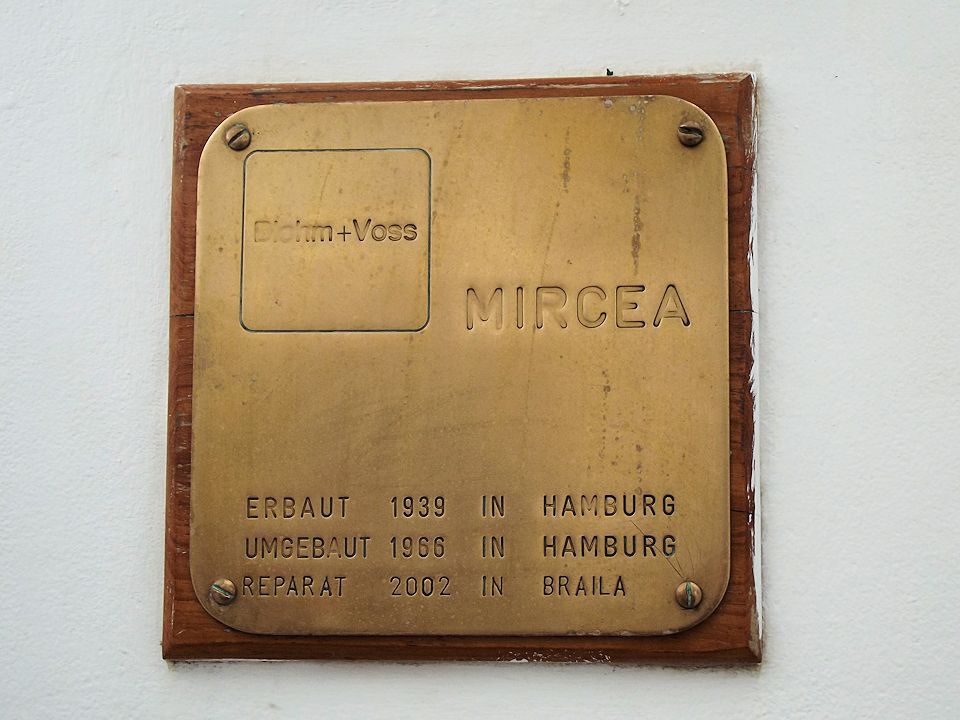 Blohm+Voss
MIRCEA
ERBAUT 1939 IN HAMBURG
UMGEBAUT 1966 IN HAMBURG
REPARAT 2002 IN BRAILA